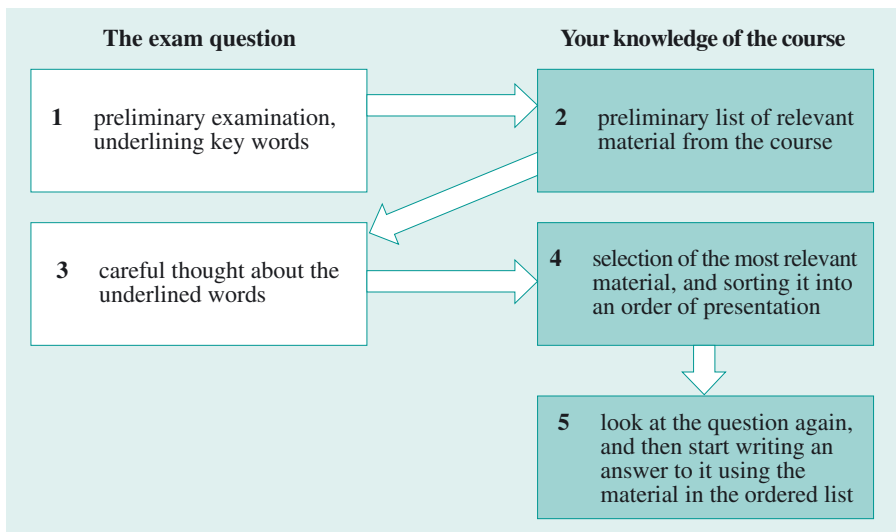 The exam question
Your knowledge of the course
1 preliminary examination,
underlining key words
2 preliminary list of relevant
material from the course
3 careful thought about the
underlined words
4 selection of the most relevant
material, and sorting it into
an order of presentation
5 look at the question again,
and then start writing an
answer to it using the
material in the ordered list